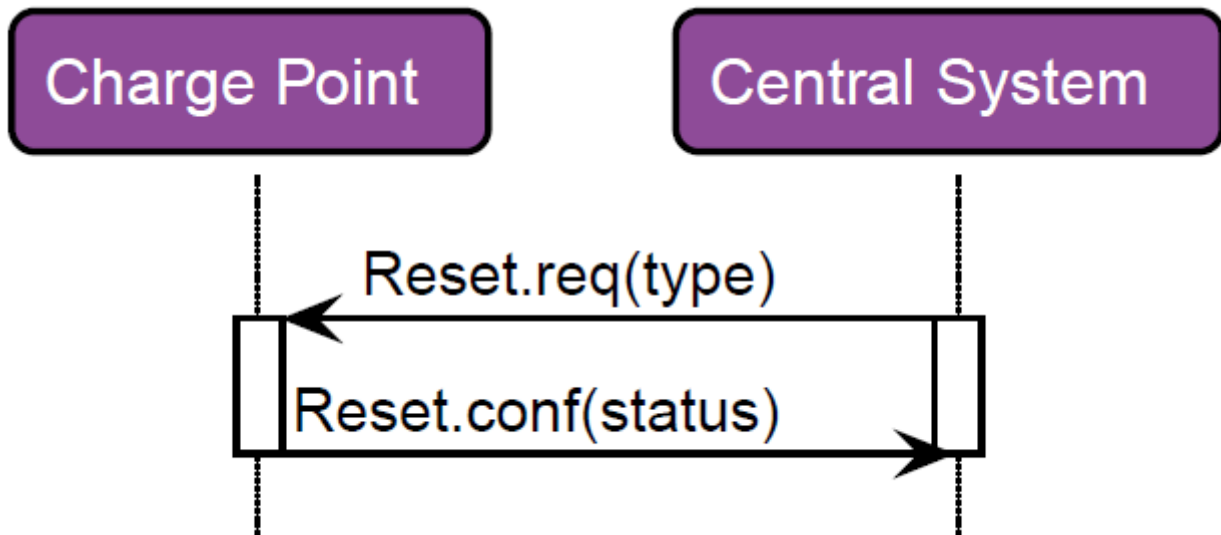 Charge Point
Central System
Reset.req(type)
Reset.conf(status)